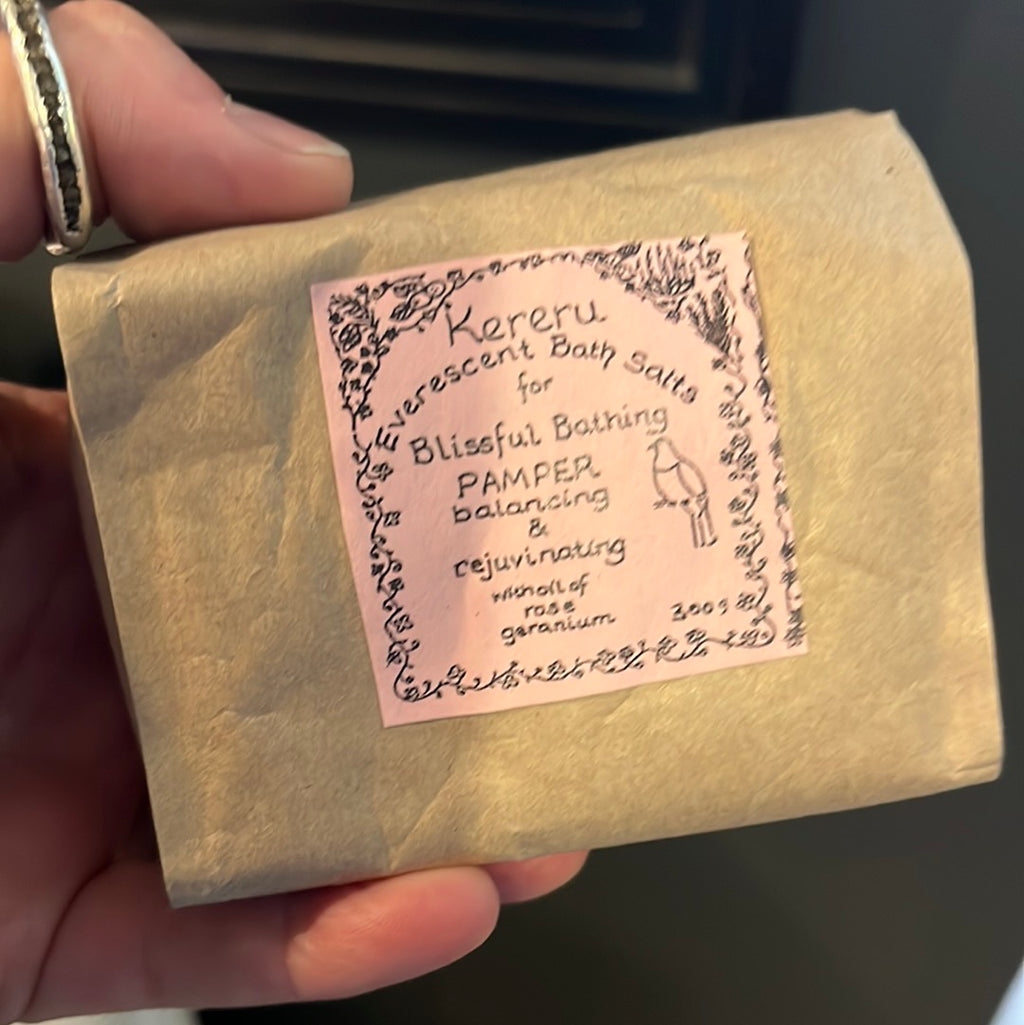 Kereru
Everescent Bath Salts
for
Blissful Bathing
PAMPER
balancing
&
rejuvinating
with oil of
rose
geranium
300g